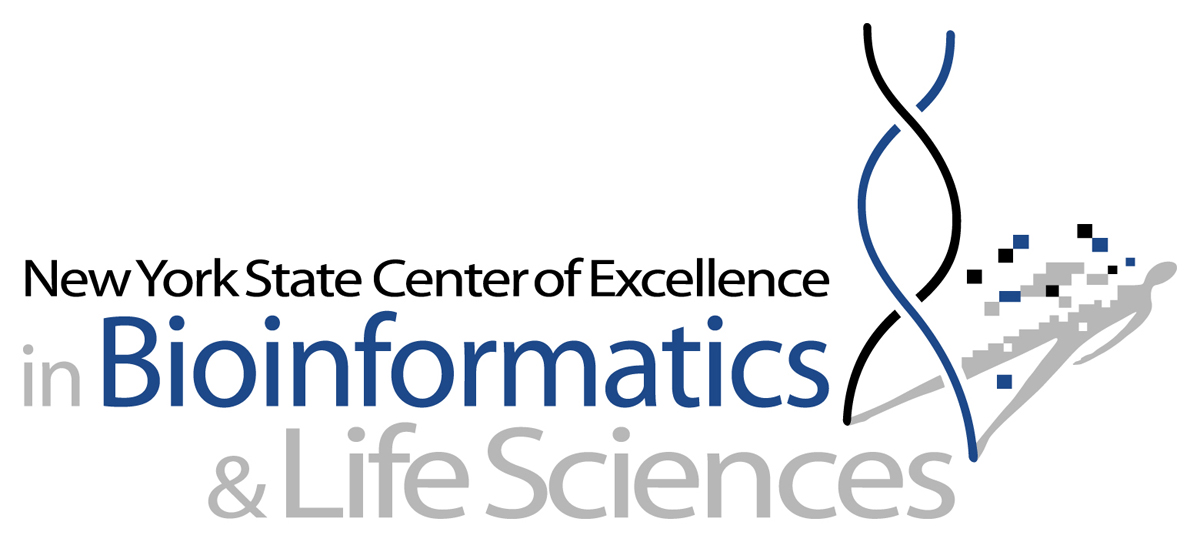 New York State Center of Excellence
in Bioinformatics
& Life Sciences